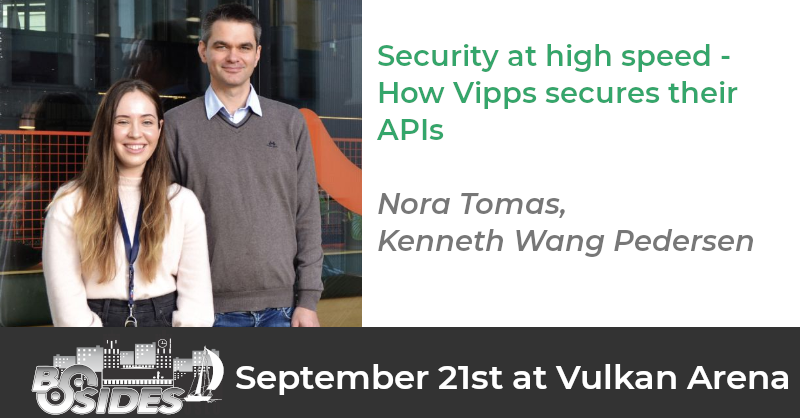 Security at high speed -
How Vipps secures their
APIs
Nora Tomas,
Kenneth Wang Pedersen
BSIDES
September 21st at Vulkan Arena